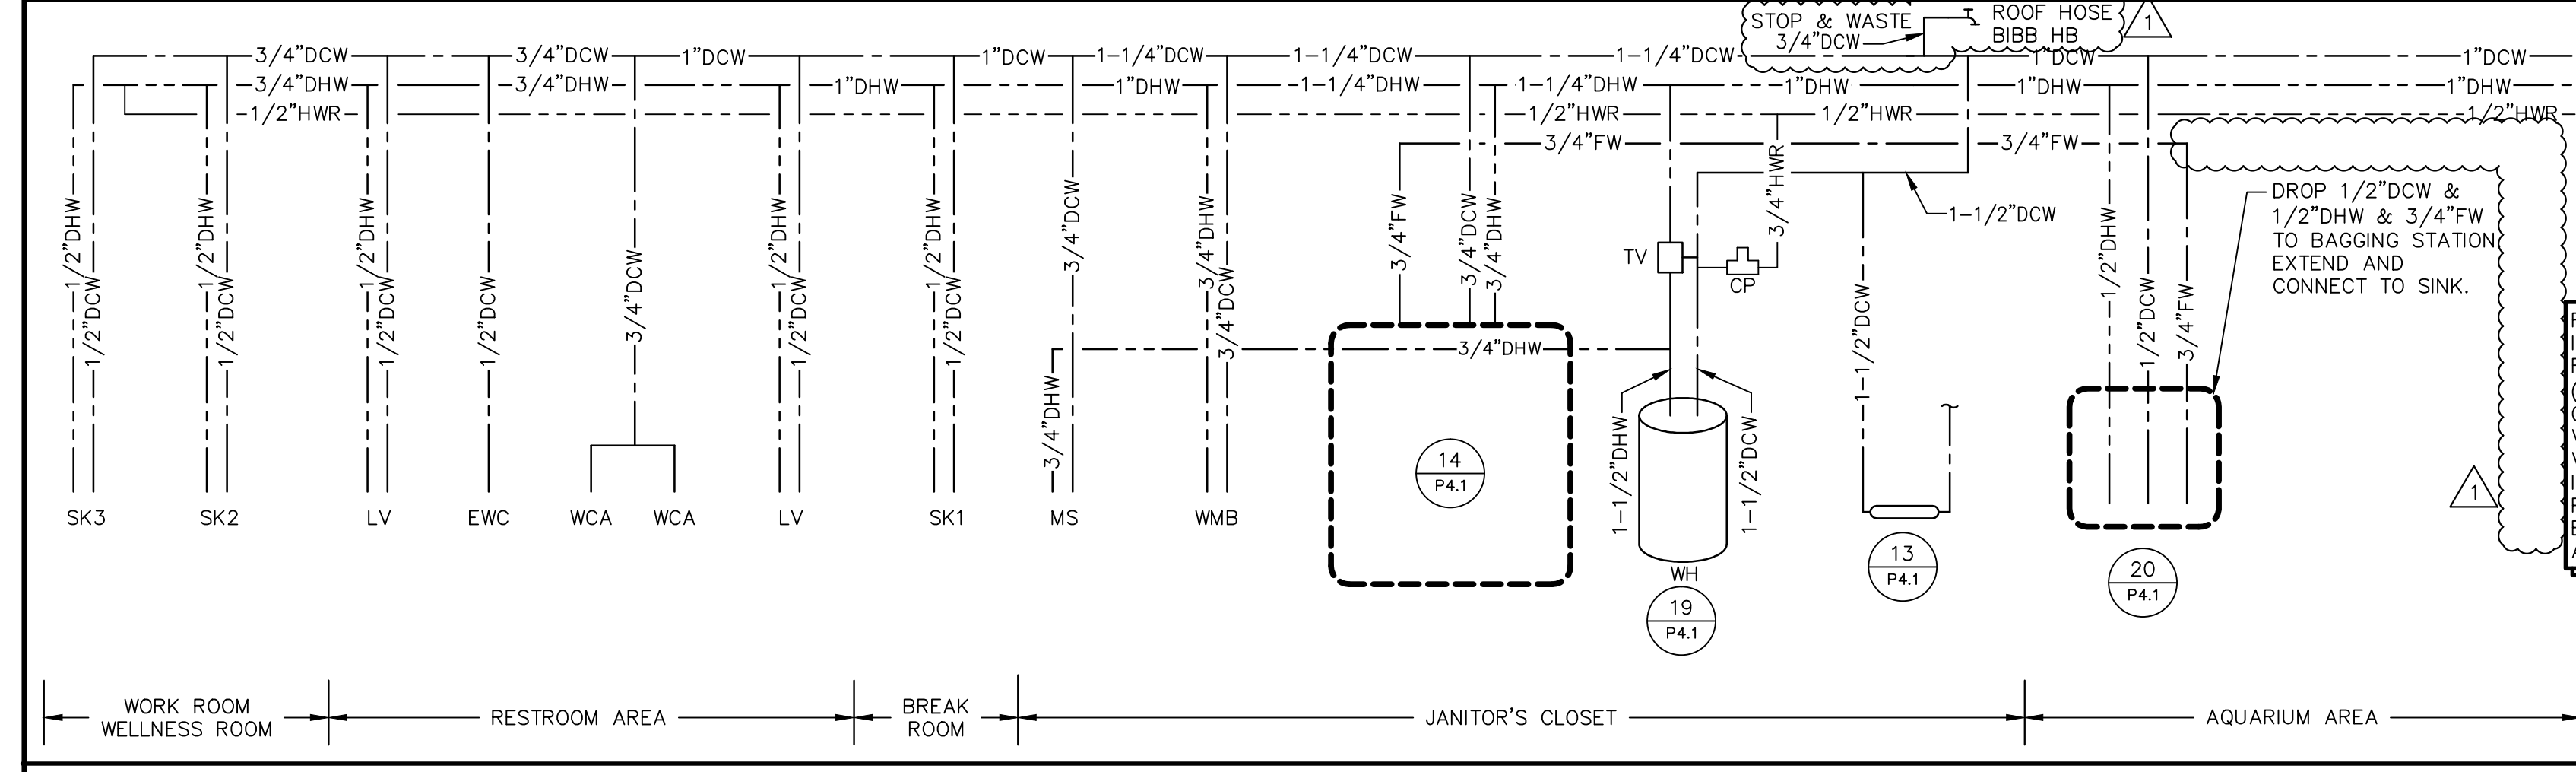 STOP & WASTE
3/4"DCW
ROOF HOSE
BIBB HB
1
3/4"DCW
3/4"DCW
1"DCW
1"DCW
1-1/4"DCW
1-1/4"DCW
1-1/4"DCW
1"DCW
1"DCW
3/4"DHW
3/4"DHW
1"DHW
1"DHW
1-1/4"DHW
1-1/4"DHW
1"DHW
1"DHW
1"DHW
1/2"HWR
1/2"HWR
1/2"HWR
1/2"HWR
3/4"FW
3/4"FW
1/2"DHW
1/2"DCW
1/2"DHW
1/2"DCW
1/2"DHW
1/2"DCW
1/2"DCW
3/4"DCW
1/2"DHW
1/2"DCW
1/2"DHW
1/2"DCW
3/4"DHW
3/4"DCW
3/4"DHW
3/4"DCW
3/4"FW
3/4"DCW
3/4"DHW
3/4"DHW
TV
CP
3/4"HWR
1-1/2"DCW
1-1/2"DHW
1-1/2"DCW
1-1/2"DCW
1/2"DHW
1/2"DCW
3/4"FW
DROP 1/2"DCW &
1/2"DHW & 3/4"FW
TO BAGGING STATION
EXTEND AND
CONNECT TO SINK.
1
SK3
SK2
LV
EWC
WCA
WCA
LV
SK1
MS
WMB
14
P4.1
WH
19
P4.1
13
P4.1
20
P4.1
WORK ROOM
WELLNESS ROOM
RESTROOM AREA
BREAK
ROOM
JANITOR'S CLOSET
AQUARIUM AREA